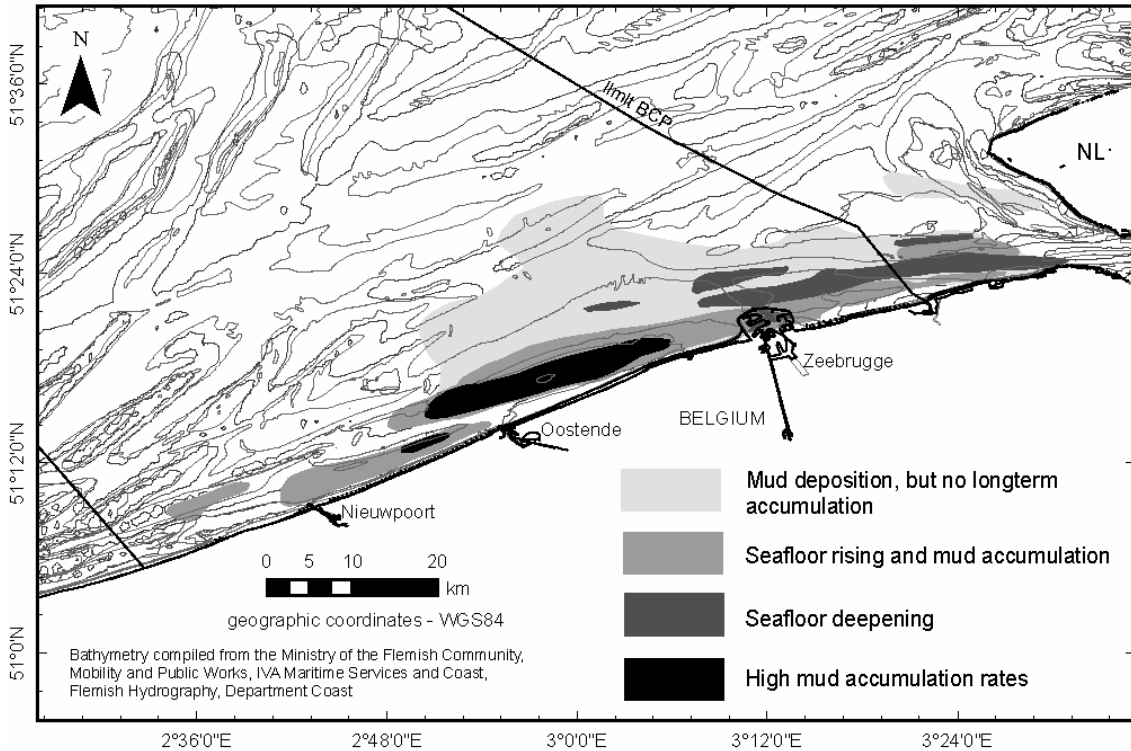 N
51°36'0"N
51°24'0"N
51°12'0"N
51°0'N
limit BCP
NL
Zeebrugge
BELGIUM
Oostende
Nieuwpoort
0 5 10 20
km
geographic coordinates - WGS84
Bathymetry compiled from the Ministry of the Flemish Community,
Mobility and Public Works, IVA Maritime Services and Coast,
Flemish Hydrography, Department Coast
Mud deposition, but no longterm
accumulation
Seafloor rising and mud accumulation
Seafloor deepening
High mud accumulation rates
2°36'0"E 2°48'0"E 3°0'0"E 3°12'0"E 3°24'0"E